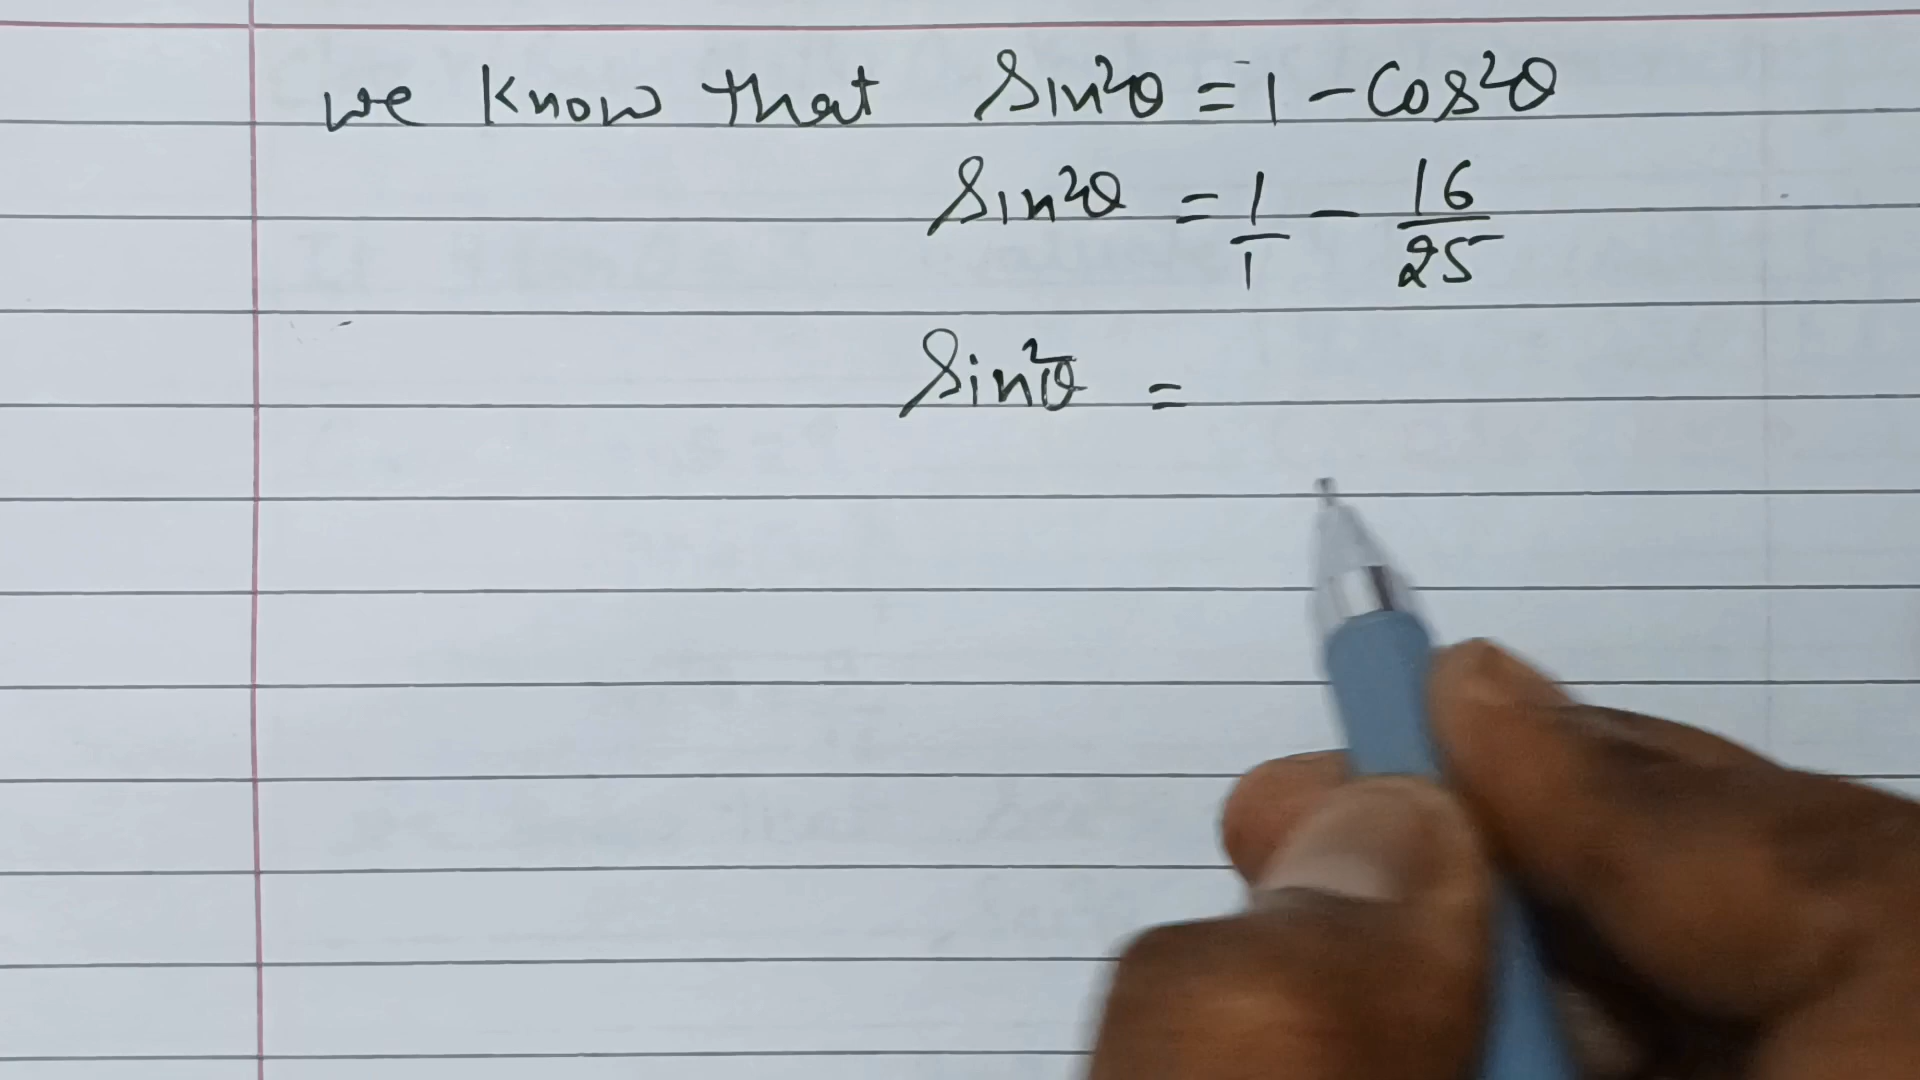 we know that sin²θ = 1 - Cos²θ
sin²θ = 1/1 - 16/25
sin²θ =